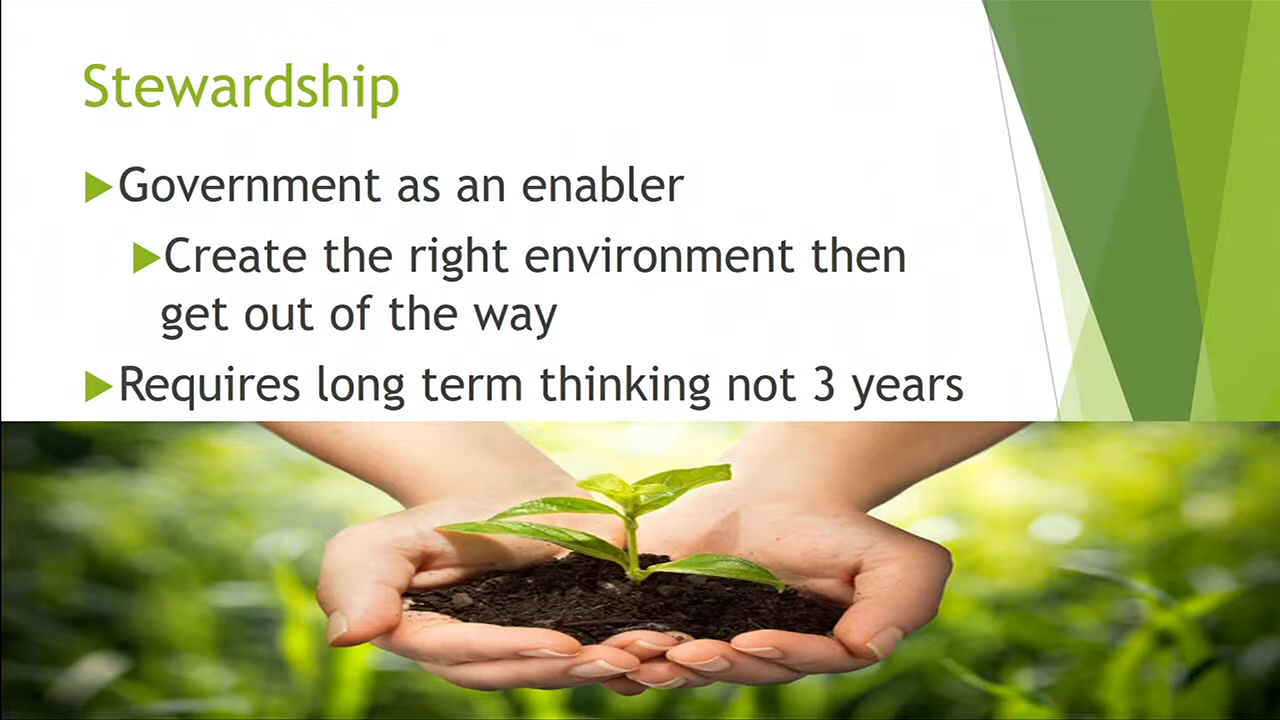 Stewardship
Government as an enabler
Create the right environment then
get out of the way
Requires long term thinking not 3 years